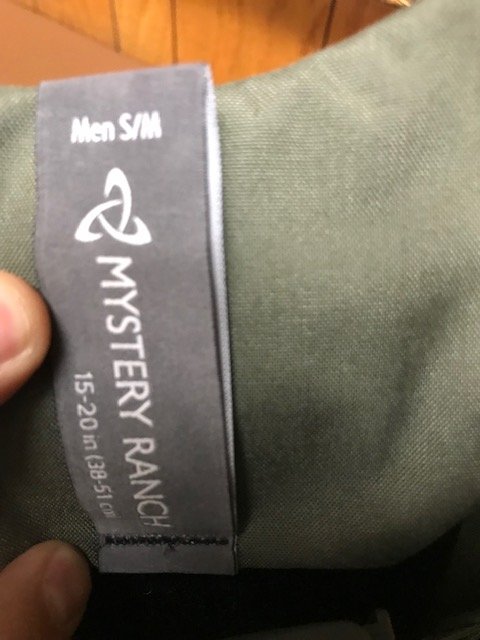 Men S/M
MYSTERY RANCH
15-20 in (38-51 cm